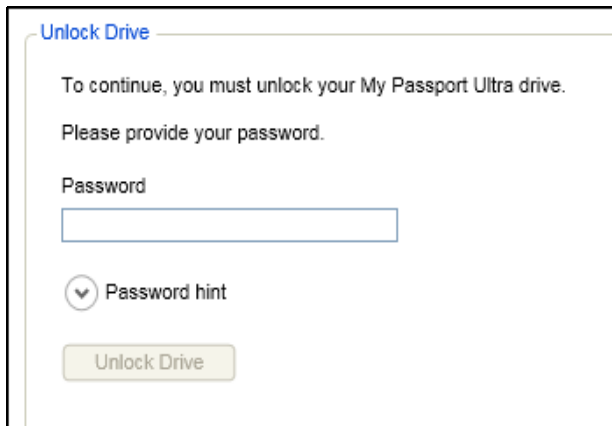 Unlock Drive
To continue, you must unlock your My Passport Ultra drive.
Please provide your password.
Password
Password hint
Unlock Drive